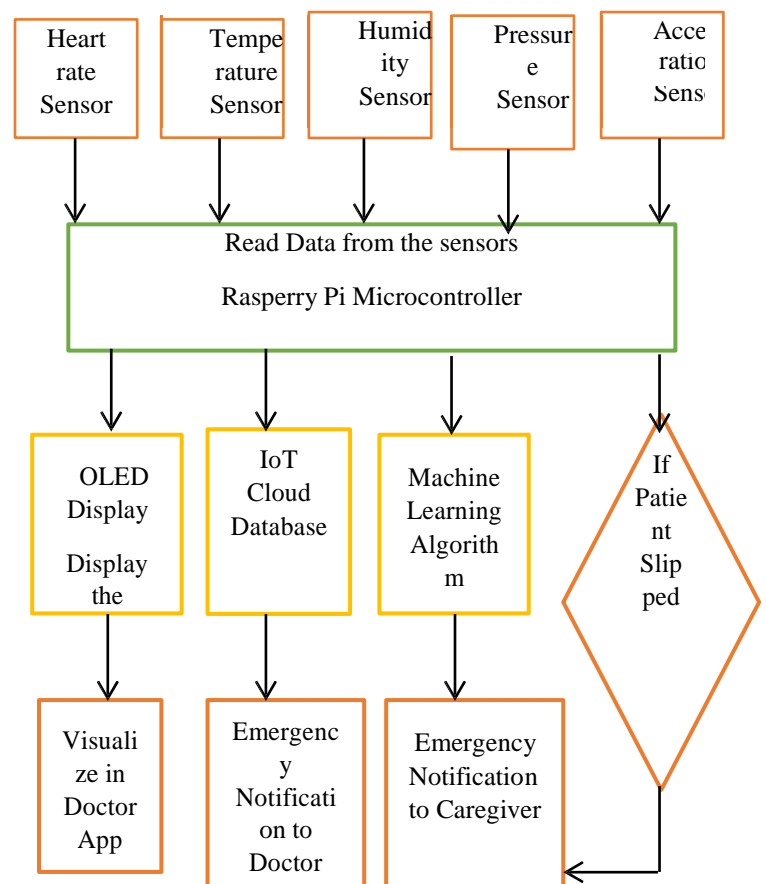 Heart
rate
Sensor
Tempe
rature
Sensor
Humid
ity
Sensor
Pressur
e
Sensor
Acce
ratio
Sens
Read Data from the sensors
Rasperry Pi Microcontroller
OLED
Display
Display
the
IoT
Cloud
Database
Machine
Learning
Algorith
m
If
Patie
nt
Slip
ped
Visuali
ze in
Doctor
App
Emergenc
y
Notificati
on to
Doctor
Emergency
Notification
to Caregiver